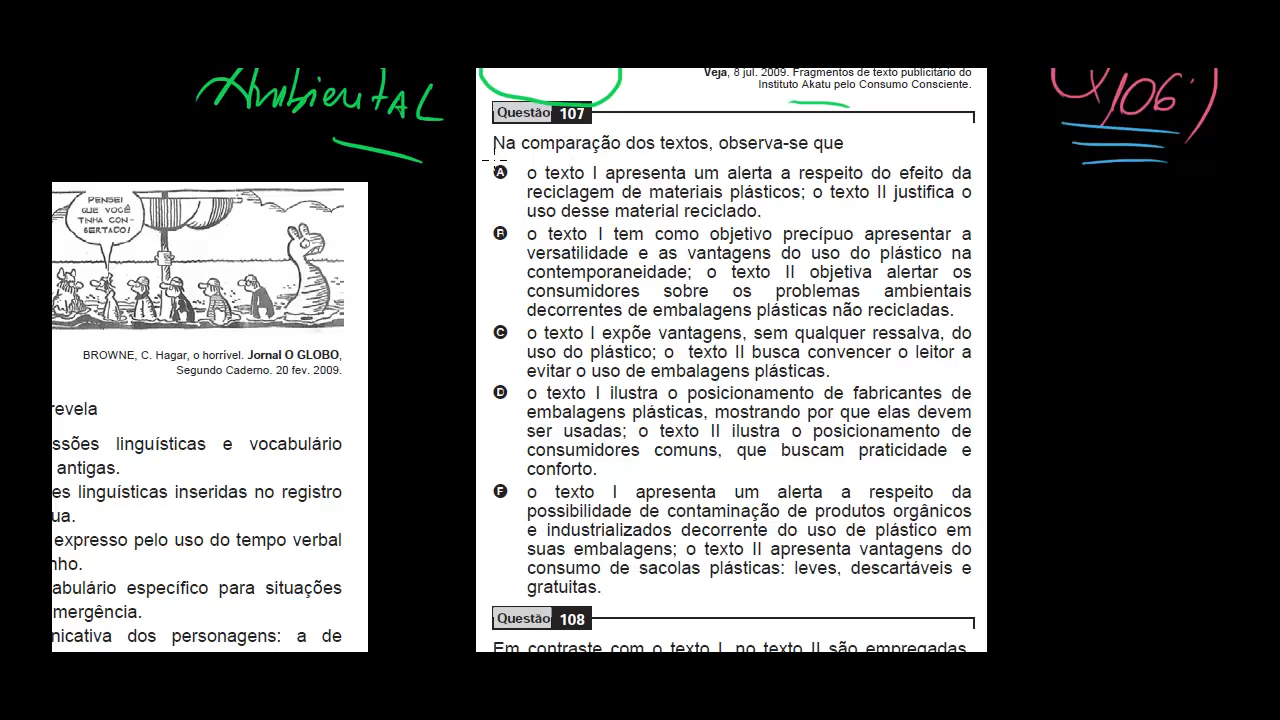 AmbientAL
106
PENSEI
QUE VOCÊ
TINHA CON-
SERTADO!
BROWNE, C. Hagar, o horrível. Jornal O GLOBO,
Segundo Caderno. 20 fev. 2009.
revela
ssões linguísticas e vocabulário
antigas.
es linguísticas inseridas no registro
ua.
expresso pelo uso do tempo verbal
nho.
abulário específico para situações
mergência.
nicativa dos personagens: a de
Veja, 8 jul. 2009. Fragmentos de texto publicitário do
Instituto Akatu pelo Consumo Consciente.
Questão 107
Na comparação dos textos, observa-se que
A o texto I apresenta um alerta a respeito do efeito da
reciclagem de materiais plásticos; o texto II justifica o
uso desse material reciclado.
B o texto I tem como objetivo precípuo apresentar a
versatilidade e as vantagens do uso do plástico na
contemporaneidade; o texto II objetiva alertar os
consumidores sobre os problemas ambientais
decorrentes de embalagens plásticas não recicladas.
C o texto I expõe vantagens, sem qualquer ressalva, do
uso do plástico; o texto II busca convencer o leitor a
evitar o uso de embalagens plásticas.
D o texto I ilustra o posicionamento de fabricantes de
embalagens plásticas, mostrando por que elas devem
ser usadas; o texto II ilustra o posicionamento de
consumidores comuns, que buscam praticidade e
conforto.
E o texto I apresenta um alerta a respeito da
possibilidade de contaminação de produtos orgânicos
e industrializados decorrente do uso de plástico em
suas embalagens; o texto II apresenta vantagens do
consumo de sacolas plásticas: leves, descartáveis e
gratuitas.
Questão 108
Em contraste com o texto I, no texto II são empregadas,